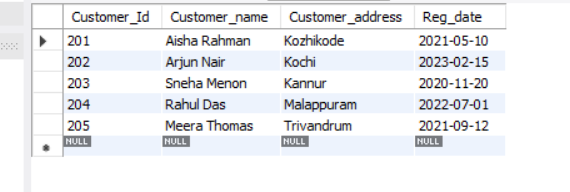 Customer_Id Customer_name Customer_address Reg_date
201 Aisha Rahman Kozhikode 2021-05-10
202 Arjun Nair Kochi 2023-02-15
203 Sneha Menon Kannur 2020-11-20
204 Rahul Das Malappuram 2022-07-01
205 Meera Thomas Trivandrum 2021-09-12
NULL NULL NULL NULL